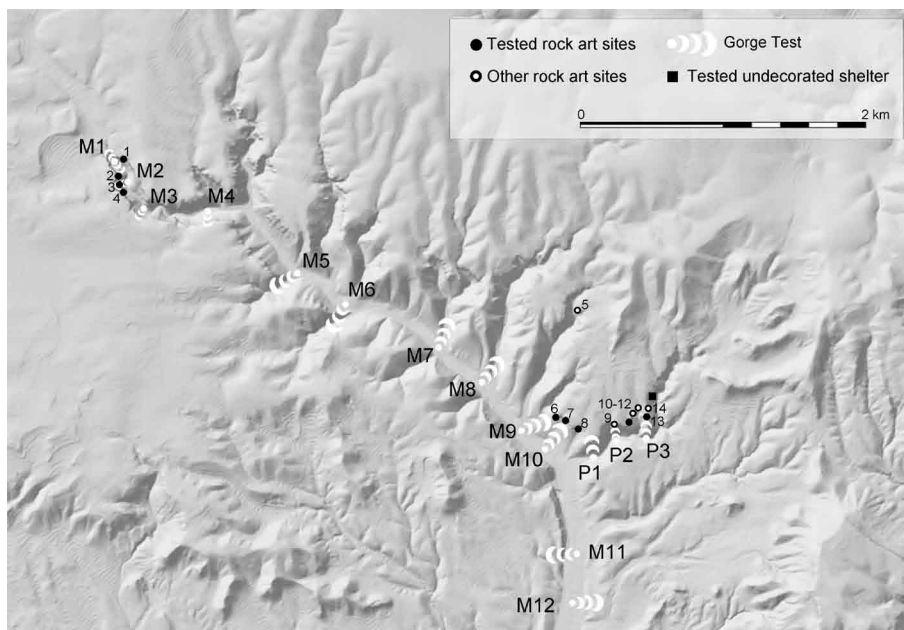 Tested rock art sites
Gorge Test
Other rock art sites
Tested undecorated shelter
0
2 km
M1
1
M2
2
3
4
M3
M4
M5
5
M6
M7
M8
6
7
8
M9
M10
10-12
9
14
13
P1
P2
P3
M11
M12